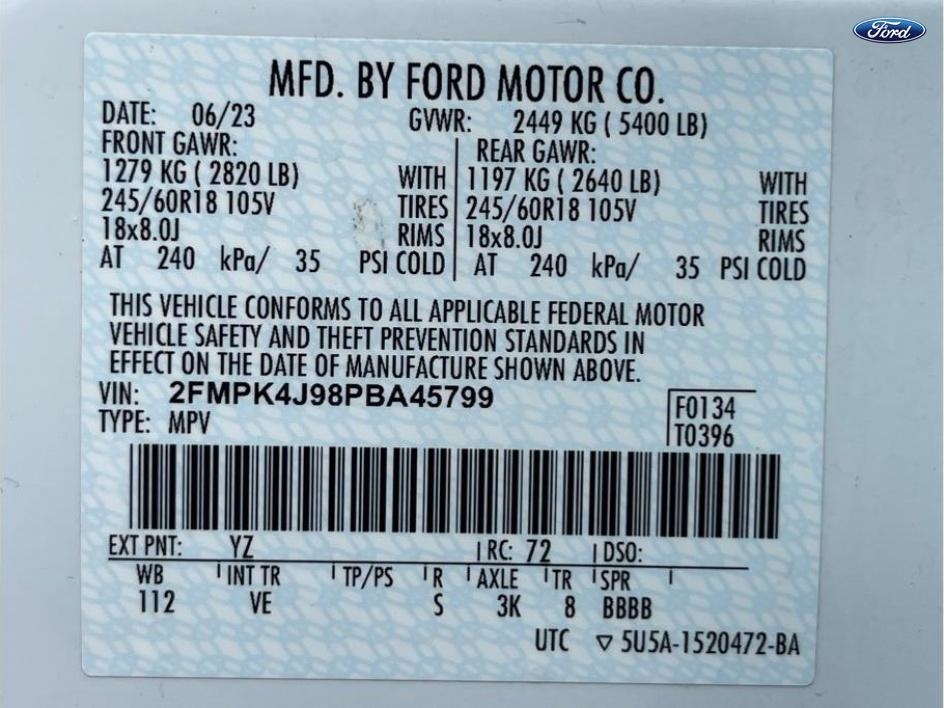 Ford
MFD. BY FORD MOTOR CO.
DATE: 06/23 GVWR: 2449 KG ( 5400 LB)
FRONT GAWR: REAR GAWR:
1279 KG ( 2820 LB) WITH 1197 KG ( 2640 LB) WITH
245/60R18 105V TIRES 245/60R18 105V TIRES
18x8.0J RIMS 18x8.0J RIMS
AT 240 kPa/ 35 PSI COLD AT 240 kPa/ 35 PSI COLD
THIS VEHICLE CONFORMS TO ALL APPLICABLE FEDERAL MOTOR
VEHICLE SAFETY AND THEFT PREVENTION STANDARDS IN
EFFECT ON THE DATE OF MANUFACTURE SHOWN ABOVE.
VIN: 2FMPK4J98PBA45799
F0134
TYPE: MPV
T0396
EXT PNT: YZ RC: 72 DSO:
WB INT TR TP/PS R AXLE TR SPR
112 VE S 3K 8 BBBB
UTC ▽ 5U5A-1520472-BA